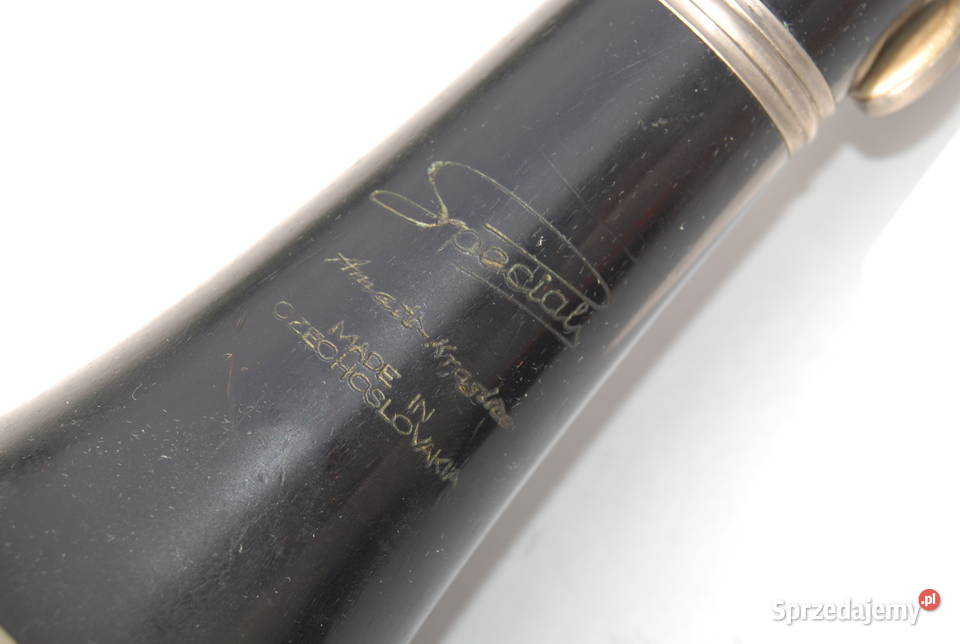 Special
Amati-Kraslice
MADE IN
CZECHOSLOVAKIA
Sprzedajemy.pl